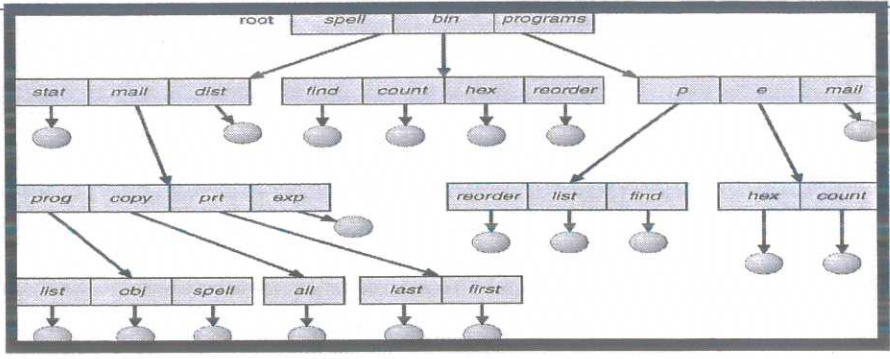 root spell bin programs
stat mail dist find count hex reorder p e mail
prog copy prt exp reorder list find hex count
list obj spell all last first